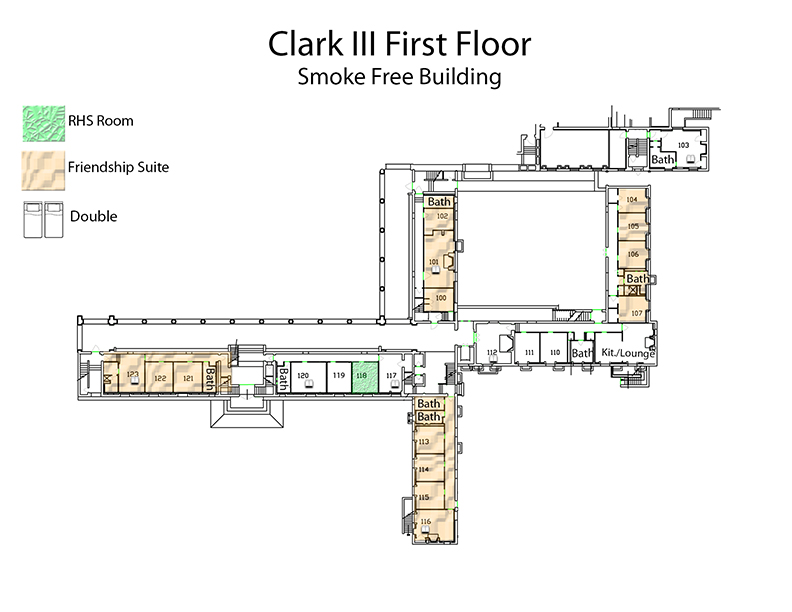 Clark III First Floor
Smoke Free Building
RHS Room
Friendship Suite
Double
103
Bath
104
105
106
Bath
107
Bath
102
101
100
112
111
110
Bath
Kit./Lounge
123
122
121
Bath
Bath
120
119
118
117
M
Bath
Bath
113
114
115
116